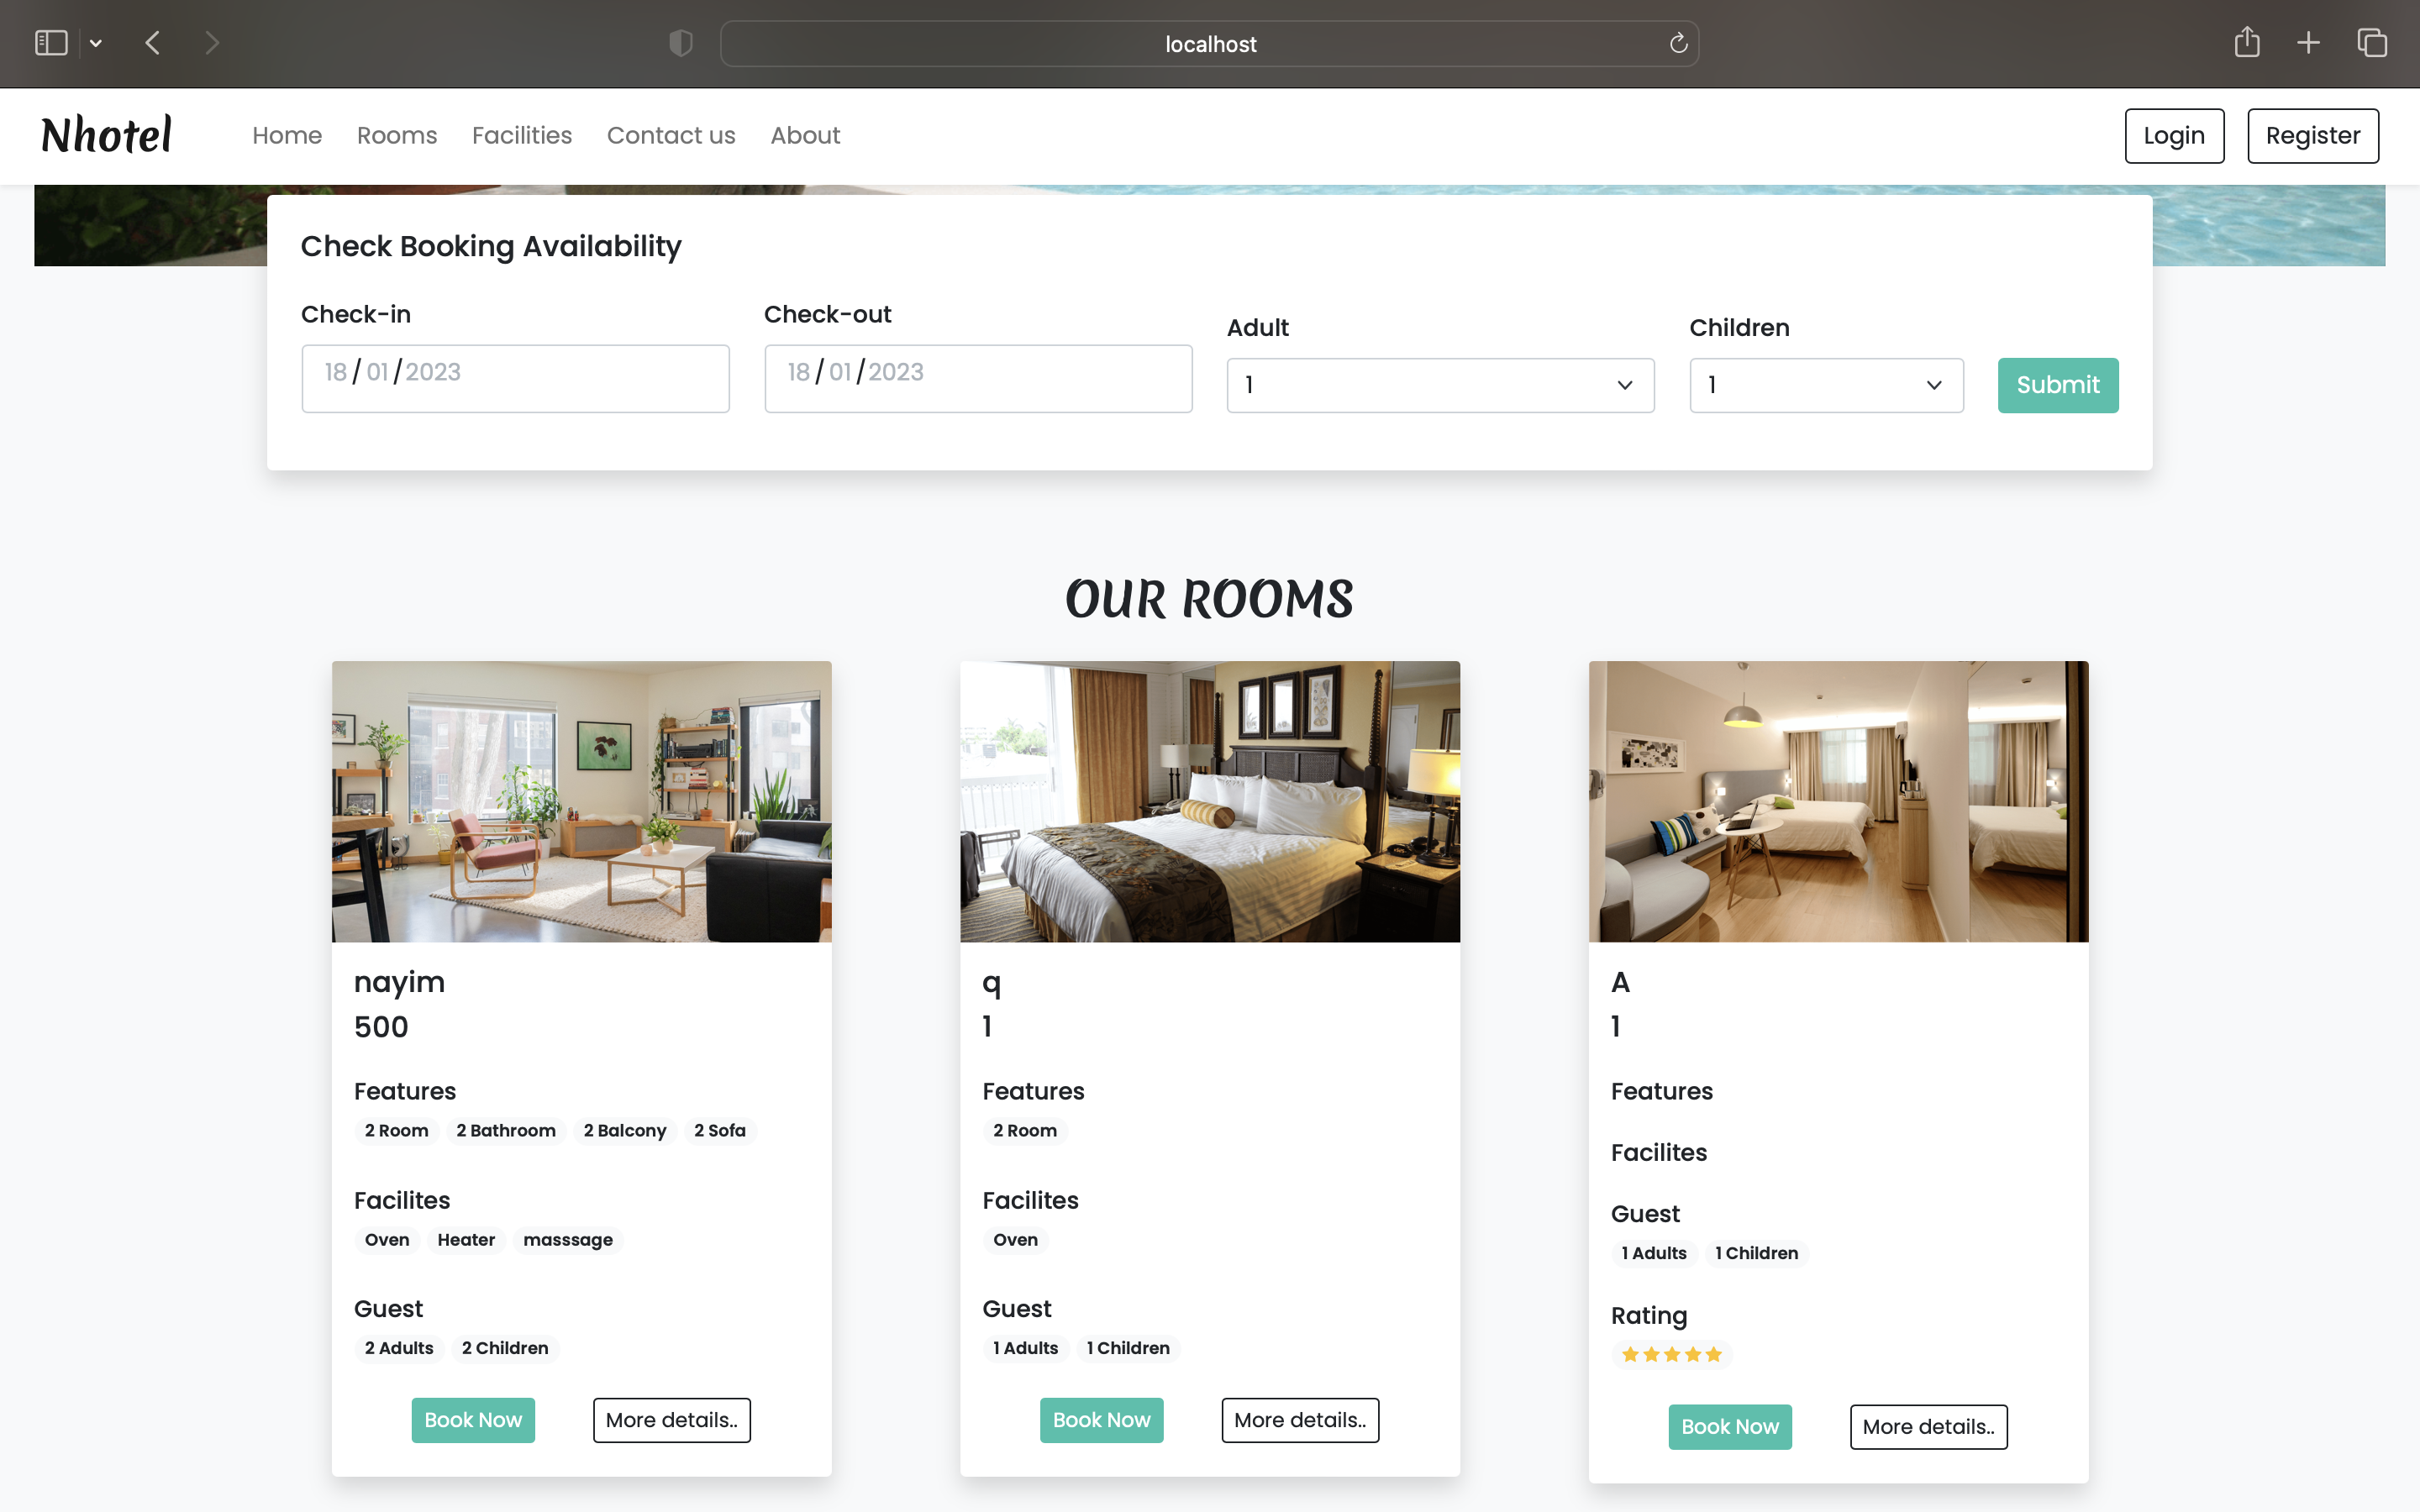 localhost
Nhotel Home Rooms Facilities Contact us About Login Register
Check Booking Availability
Check-in Check-out Adult Children
18/01/2023 18/01/2023 1 1 Submit
OUR ROOMS
nayim
500
Features
2 Room 2 Bathroom 2 Balcony 2 Sofa
Facilites
Oven Heater masssage
Guest
2 Adults 2 Children
Book Now More details..
q
1
Features
2 Room
Facilites
Oven
Guest
1 Adults 1 Children
Book Now More details..
A
1
Features
Facilites
Guest
1 Adults 1 Children
Rating
Book Now More details..